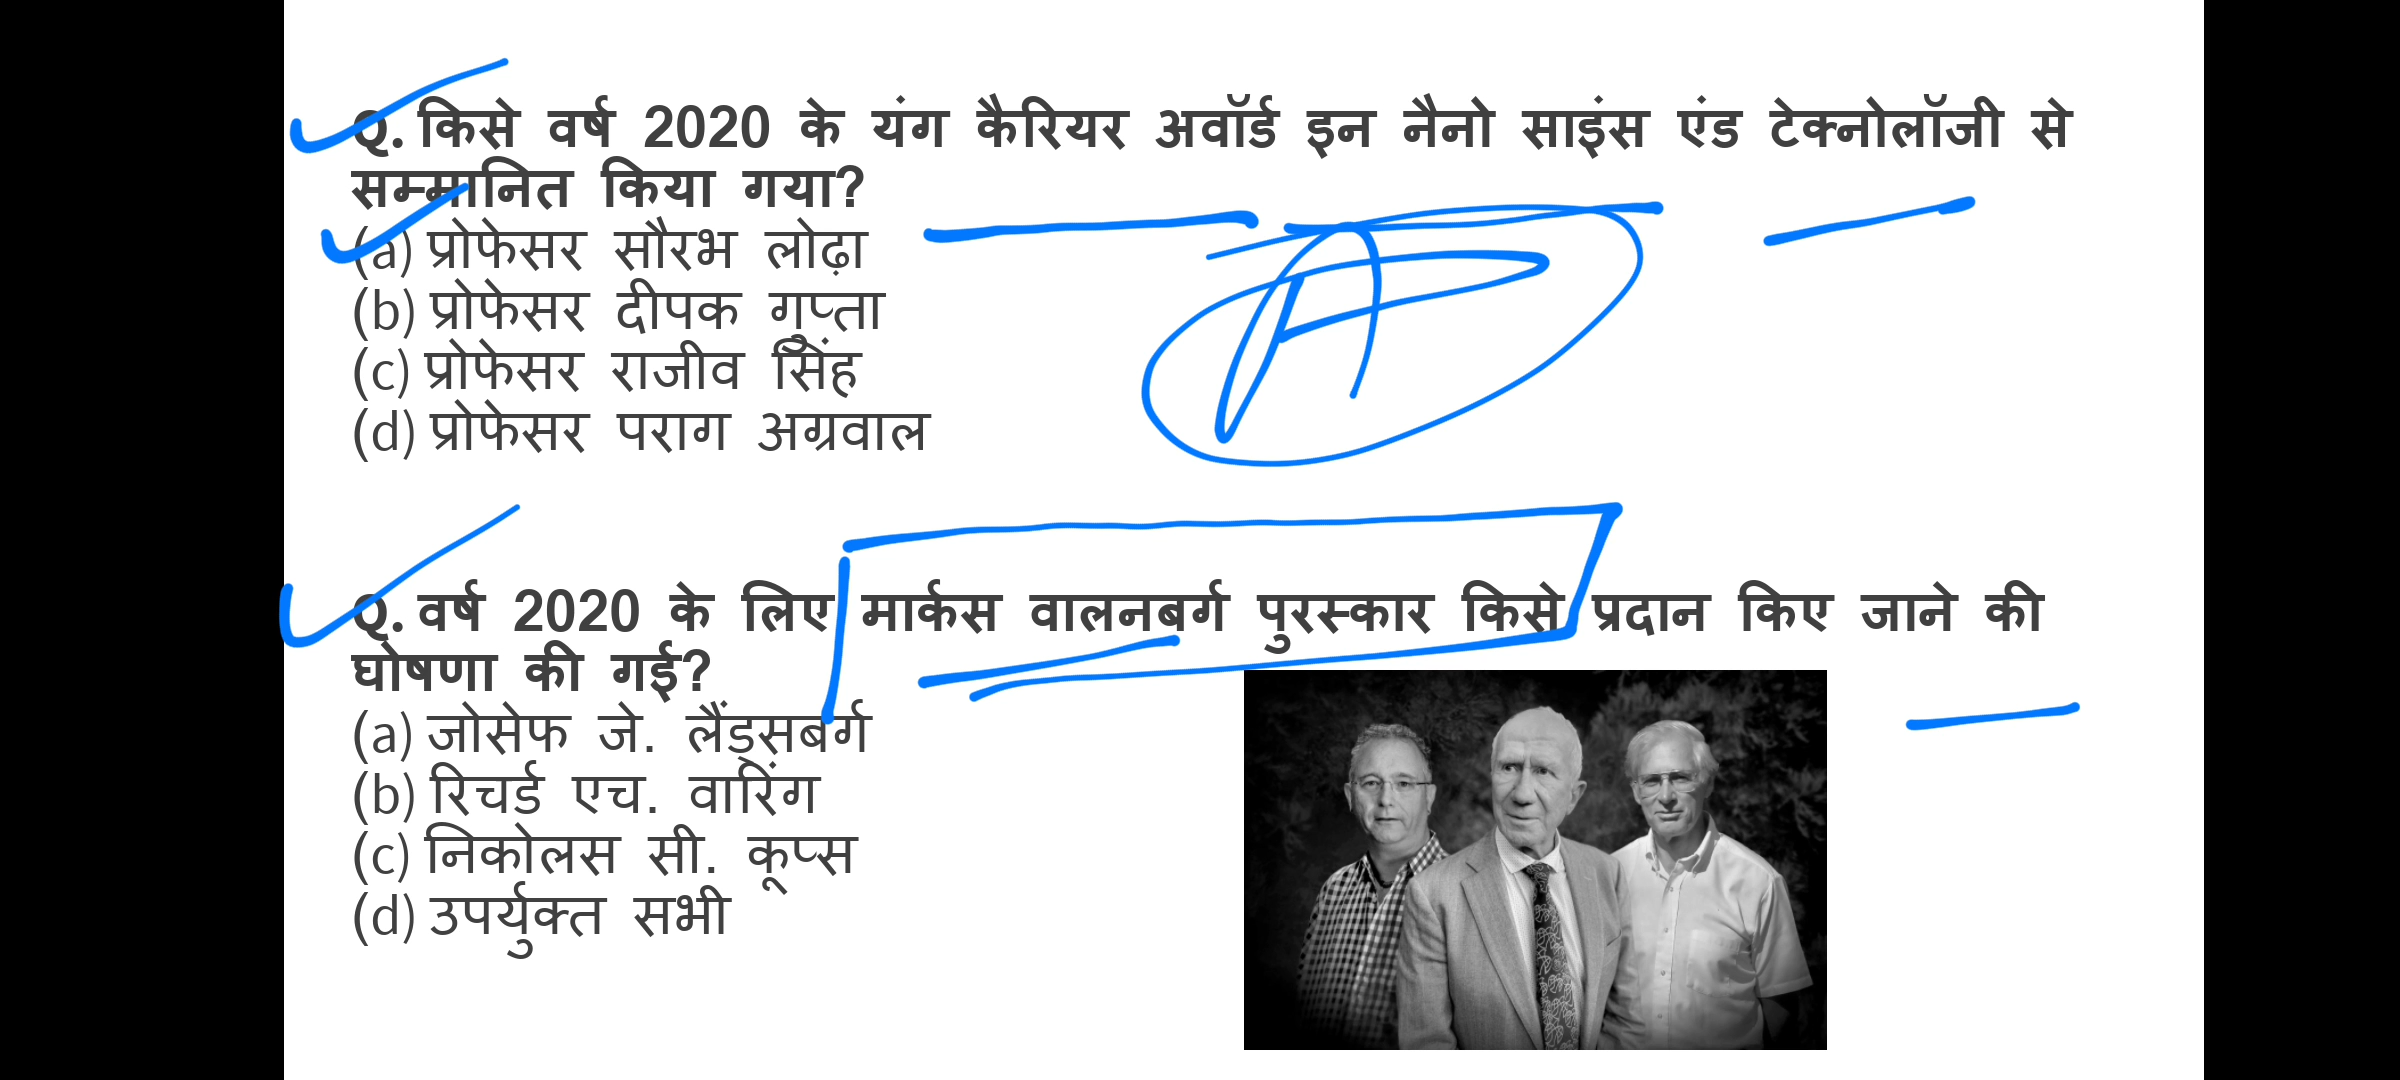 Q. किसे वर्ष 2020 के यंग कैरियर अवॉर्ड इन नैनो साइंस एंड टेक्नोलॉजी से
सम्मानित किया गया?
(a) प्रोफेसर सौरभ लोढ़ा
(b) प्रोफेसर दीपक गुप्ता
(c) प्रोफेसर राजीव सिंह
(d) प्रोफेसर पराग अग्रवाल
A
Q. वर्ष 2020 के लिए मार्कस वालनबर्ग पुरस्कार किसे प्रदान किए जाने की
घोषणा की गई?
(a) जोसेफ जे. लैंड्सबर्ग
(b) रिचर्ड एच. वारिंग
(c) निकोलस सी. कूप्स
(d) उपर्युक्त सभी